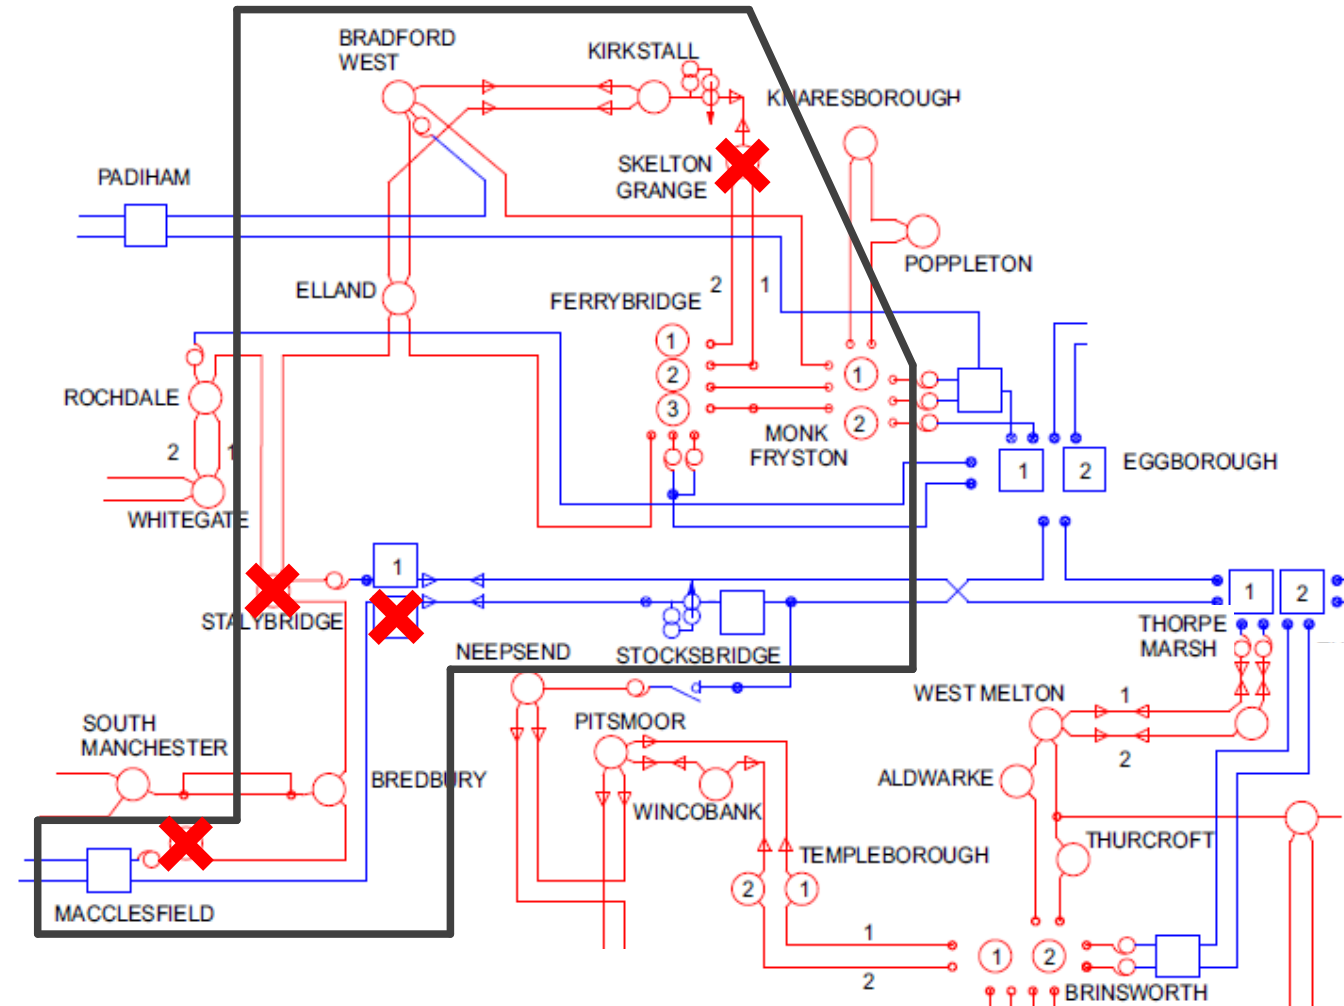 BRADFORD
WEST
KIRKSTALL
KNARESBOROUGH
SKELTON
GRANGE
PADIHAM
POPPLETON
ELLAND
2
1
FERRYBRIDGE
1
2
3
1
2
MONK
FRYSTON
ROCHDALE
2
1
WHITEGATE
1
2
EGGBOROUGH
1
STALYBRIDGE
1
2
THORPE
MARSH
NEEPSEND
STOCKSBRIDGE
WEST MELTON
1
2
SOUTH
MANCHESTER
BREDBURY
PITSMOOR
WINCOBANK
ALDWARKE
THURCROFT
TEMPLEBOROUGH
2
1
MACCLESFIELD
1
2
1
2
BRINSWORTH